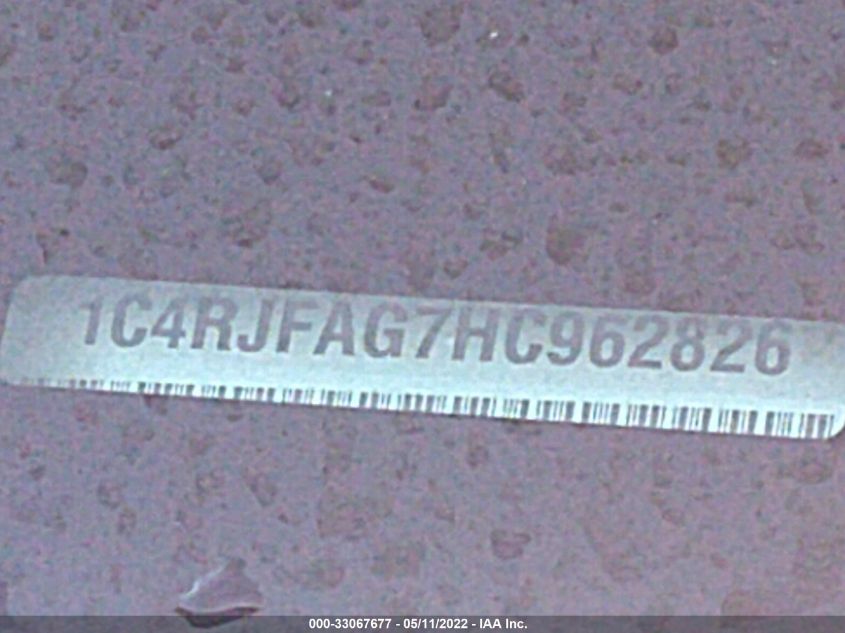 1C4RJFAG7HC962826
000-33067677 - 05/11/2022 - IAA Inc.